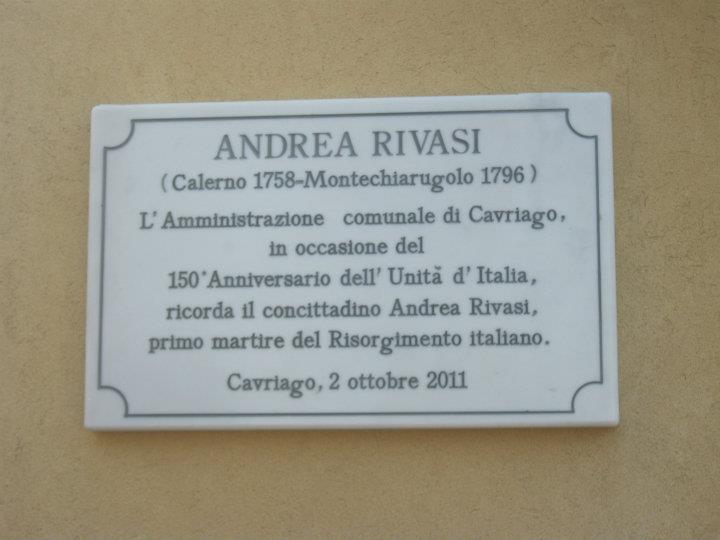 ANDREA RIVASI
(Calerno 1758-Montechiarugolo 1796)
L'Amministrazione comunale di Cavriago,
in occasione del
150°Anniversario dell'Unità d'Italia,
ricorda il concittadino Andrea Rivasi,
primo martire del Risorgimento italiano.
Cavriago, 2 ottobre 2011